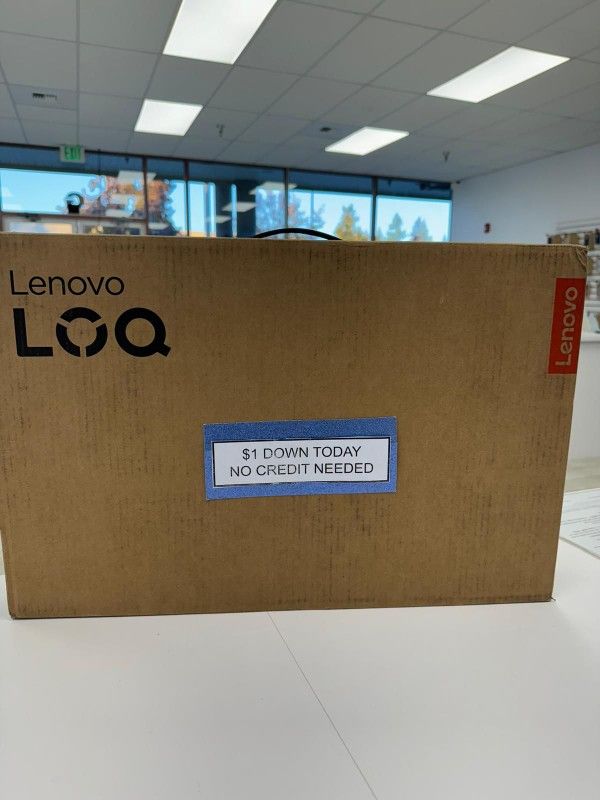 EXIT
Lenovo
LOQ
Lenovo
$1 DOWN TODAY
NO CREDIT NEEDED